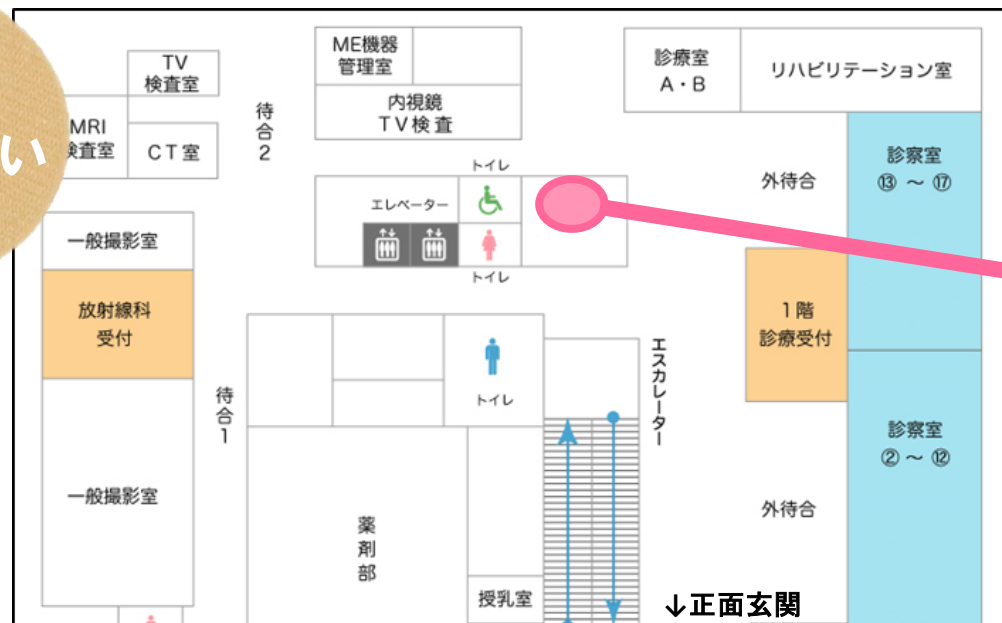 い
TV
検査室
MRI
検査室
CT室
待合2
ME機器
管理室
内視鏡
TV検査
診療室
A・B
リハビリテーション室
トイレ
エレベーター
トイレ
外待合
診察室
⑬ ～ ⑰
一般撮影室
放射線科
受付
1階
診療受付
待合1
トイレ
エスカレーター
診察室
② ～ ⑫
一般撮影室
薬剤部
外待合
授乳室
↓正面玄関